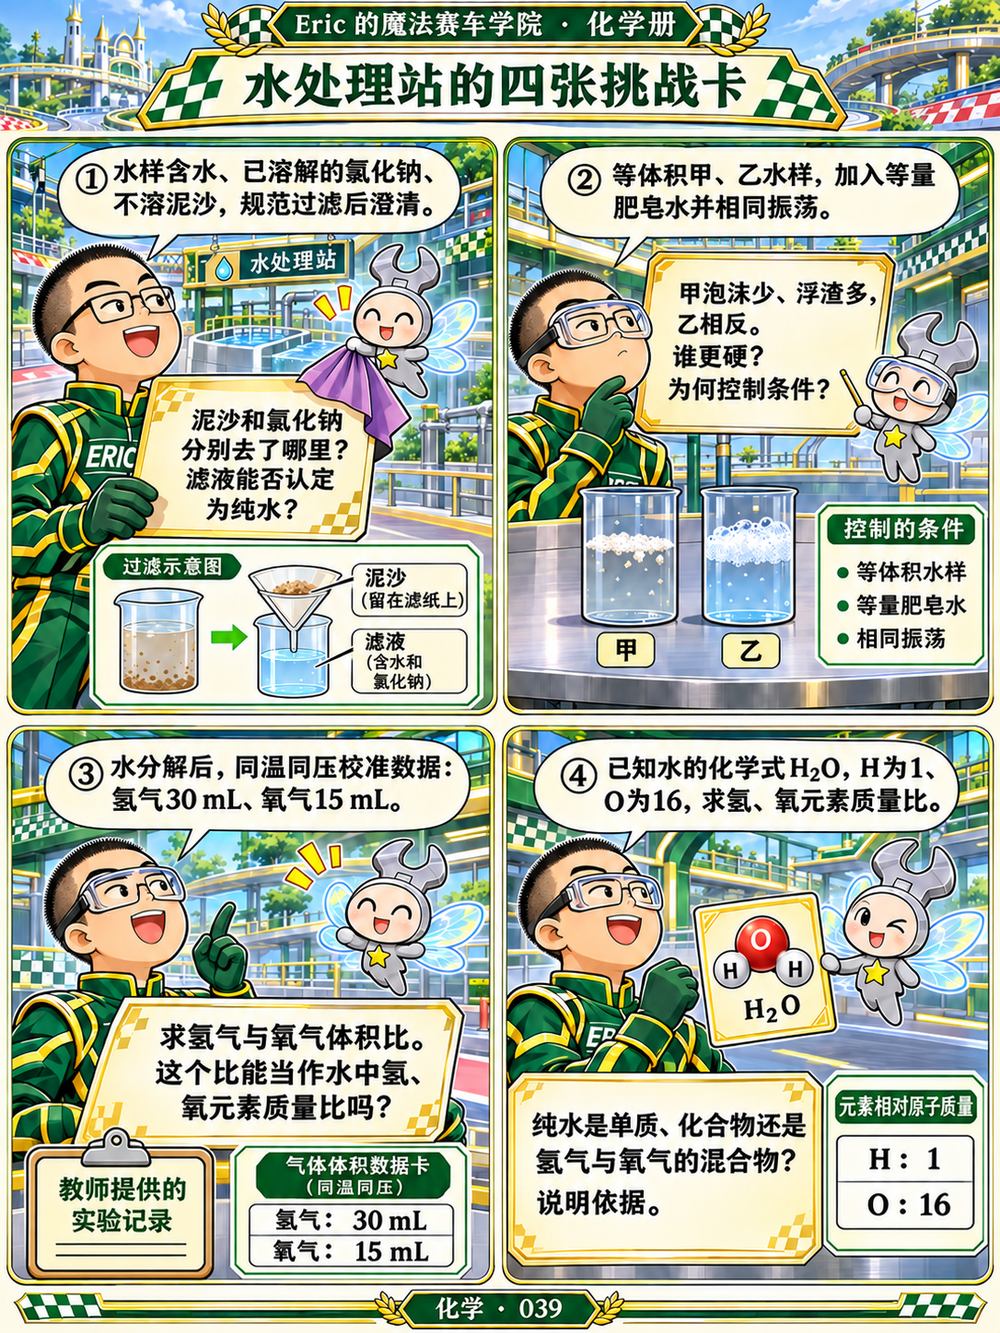 Eric 的魔法赛车学院 · 化学册
水处理站的四张挑战卡
① 水样含水、已溶解的氯化钠、
不溶泥沙，规范过滤后澄清。
水处理站
ERIC
泥沙和氯化钠
分别去了哪里？
滤液能否认定
为纯水？
过滤示意图
泥沙
（留在滤纸上）
滤液
（含水和
氯化钠）
② 等体积甲、乙水样，加入等量
肥皂水并相同振荡。
甲泡沫少、浮渣多，
乙相反。
谁更硬？
为何控制条件？
甲
乙
控制的条件
• 等体积水样
• 等量肥皂水
• 相同振荡
③ 水分解后，同温同压校准数据：
氢气30 mL、氧气15 mL。
求氢气与氧气体积比。
这个比能当作水中氢、
氧元素质量比吗？
教师提供的
实验记录
气体体积数据卡
（同温同压）
氢气： 30 mL
氧气： 15 mL
④ 已知水的化学式H₂O，H为1、
O为16，求氢、氧元素质量比。
O
H H
H₂O
纯水是单质、化合物还是
氢气与氧气的混合物？
说明依据。
元素相对原子质量
H： 1
O： 16
化学 · 039